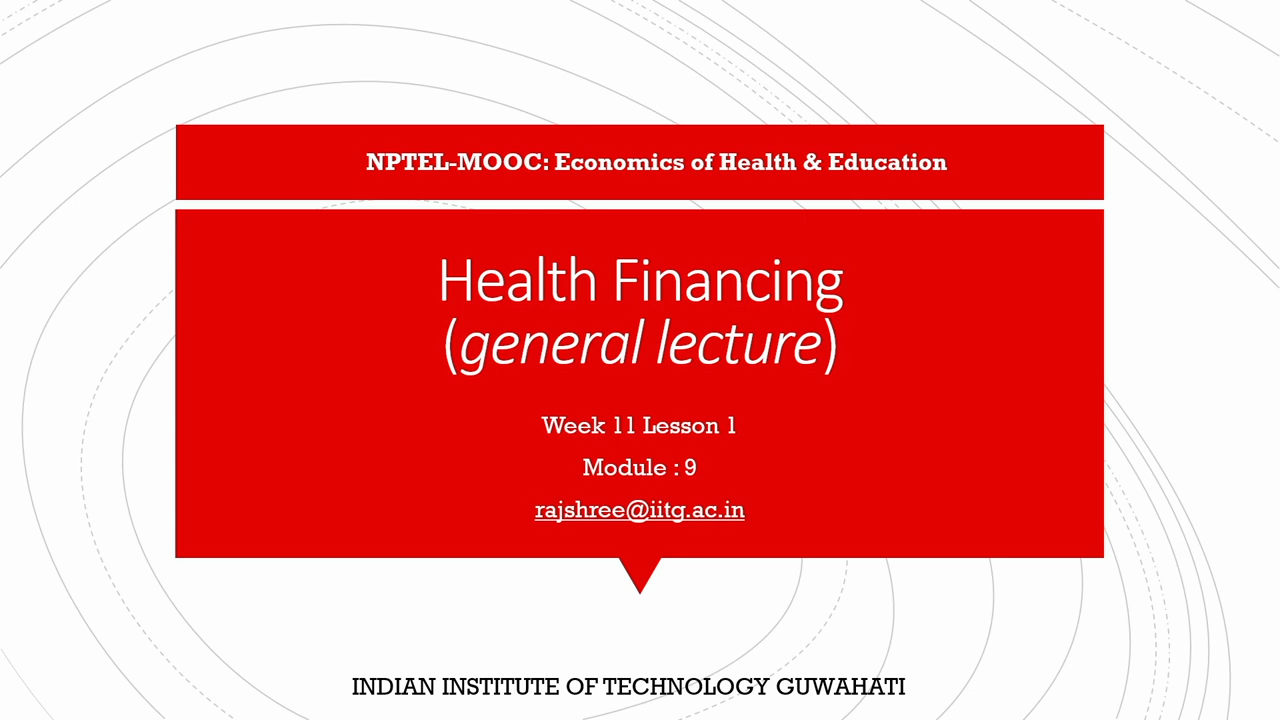 NPTEL-MOOC: Economics of Health & Education
Health Financing
(general lecture)
Week 11 Lesson 1
Module : 9
rajshree@iitg.ac.in
INDIAN INSTITUTE OF TECHNOLOGY GUWAHATI